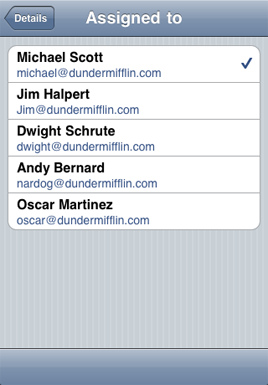 Details
Assigned to
Michael Scott
michael@dundermifflin.com
Jim Halpert
Jim@dundermifflin.com
Dwight Schrute
dwight@dundermifflin.com
Andy Bernard
nardog@dundermifflin.com
Oscar Martinez
oscar@dundermifflin.com